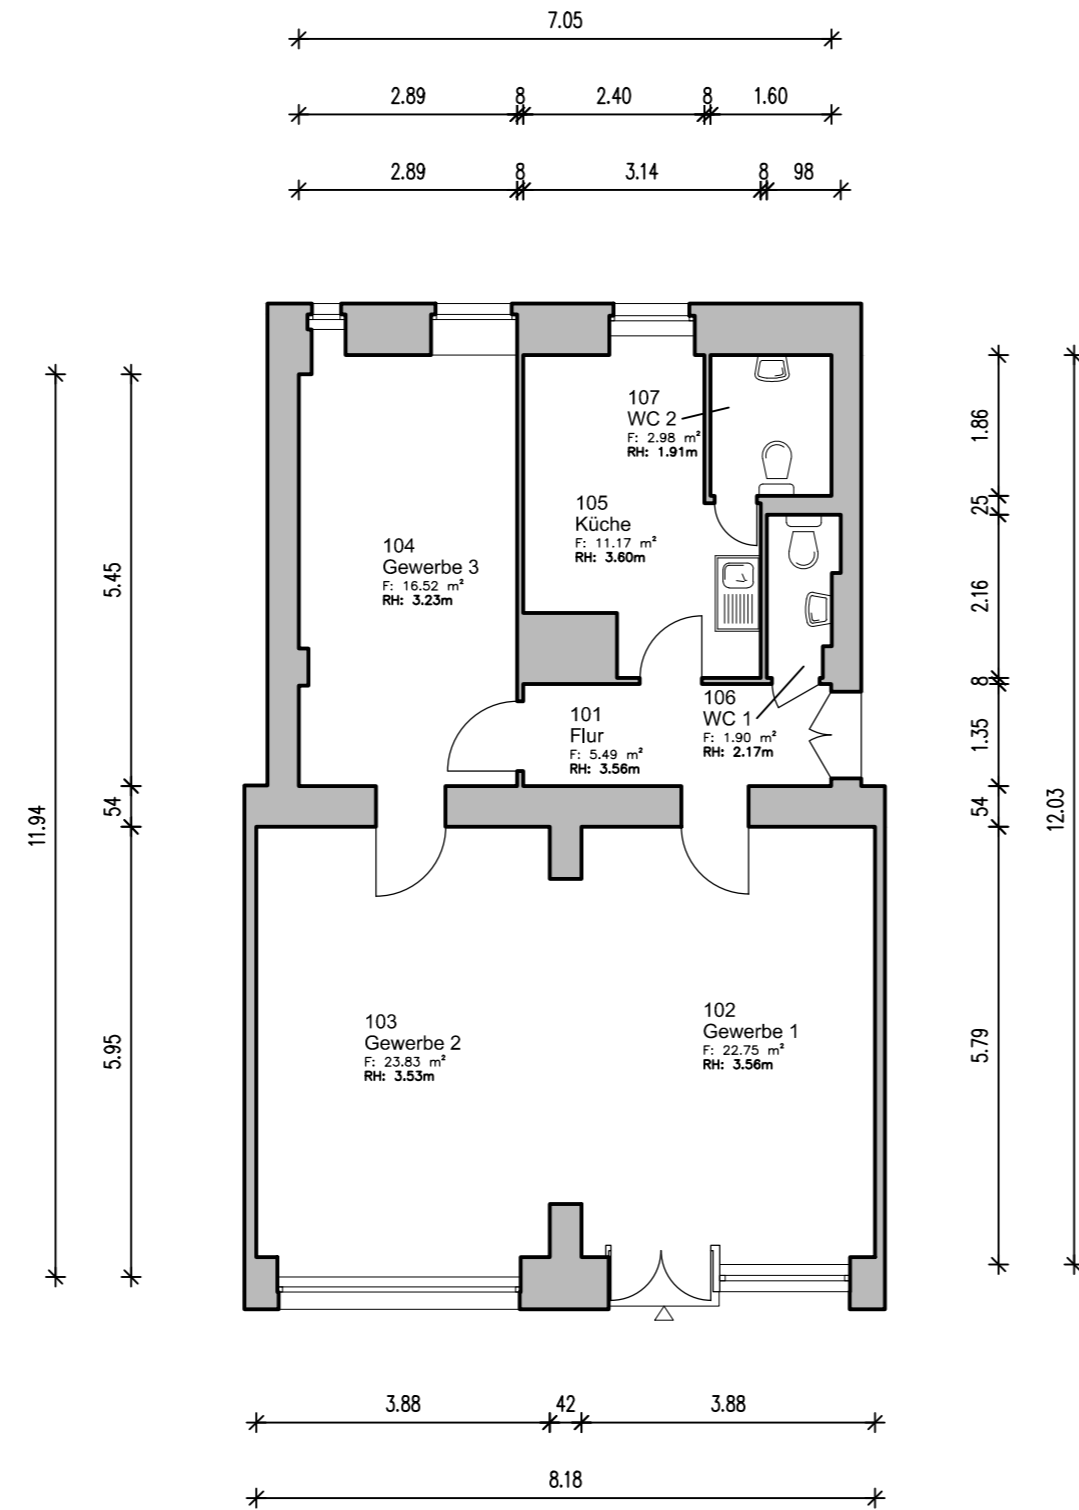 7.05
2.89 8 2.40 8 1.60
2.89 8 3.14 8 98
107
WC 2
F: 2.98 m²
RH: 1.91m
105
Küche
F: 11.17 m²
RH: 3.60m
104
Gewerbe 3
F: 16.52 m²
RH: 3.23m
101
Flur
F: 5.49 m²
RH: 3.56m
106
WC 1
F: 1.90 m²
RH: 2.17m
103
Gewerbe 2
F: 23.83 m²
RH: 3.53m
102
Gewerbe 1
F: 22.75 m²
RH: 3.56m
11.94
5.45
54
5.95
1.86
25
2.16
8
1.35
54
5.79
12.03
3.88 42 3.88
8.18